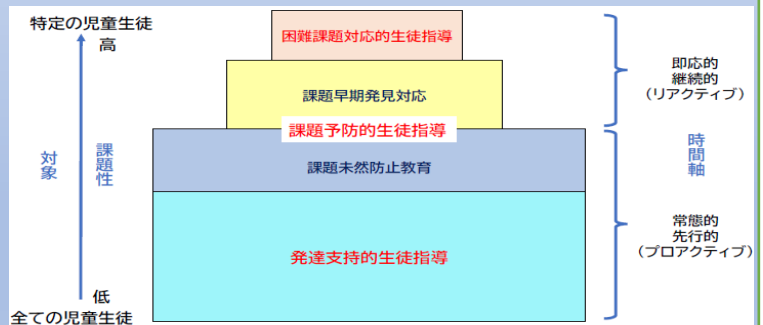 特定の児童生徒
高
対象
課題性
低
全ての児童生徒
困難課題対応的生徒指導
課題早期発見対応
課題予防的生徒指導
課題未然防止教育
発達支持的生徒指導
即応的
継続的
（リアクティブ）
時間軸
常態的
先行的
（プロアクティブ）